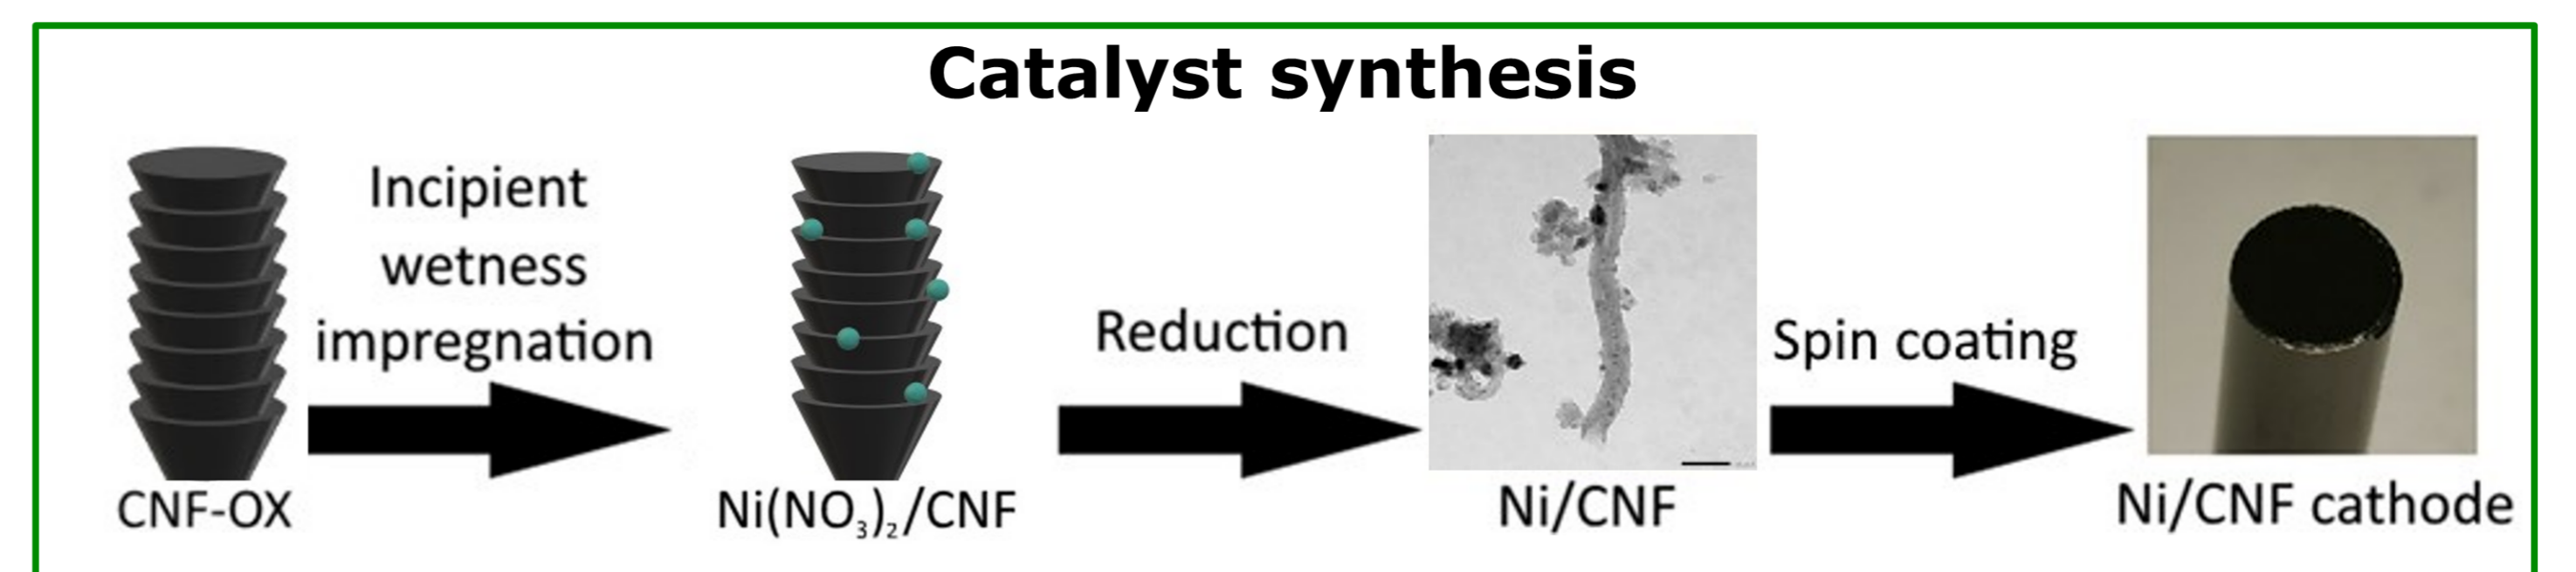 Catalyst synthesis
Incipient
wetness
impregnation
Reduction
Spin coating
CNF-OX
Ni(NO₃)₂/CNF
Ni/CNF
Ni/CNF cathode